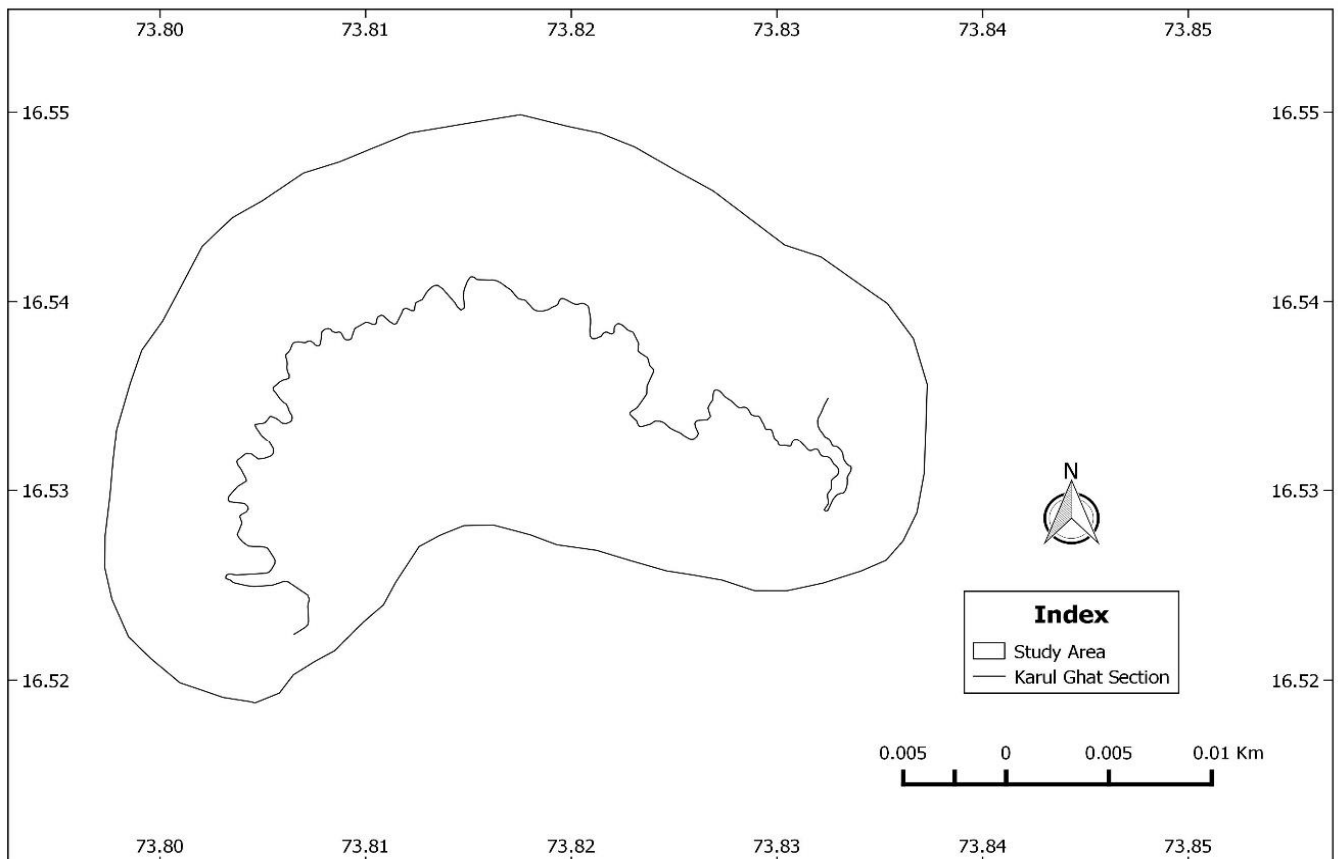 73.80 73.81 73.82 73.83 73.84 73.85
16.55 16.55
16.54 16.54
16.53 16.53
N
Index
Study Area
Karul Ghat Section
16.52 16.52
0.005 0 0.005 0.01 Km
73.80 73.81 73.82 73.83 73.84 73.85